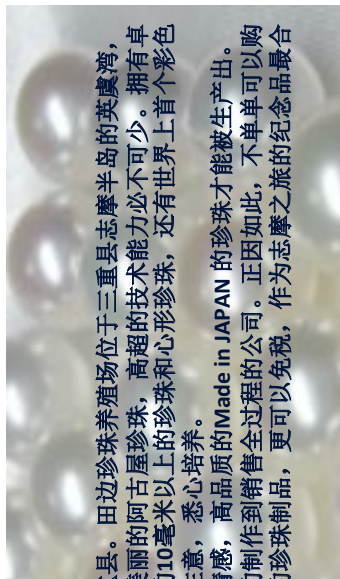 县。田边珍珠养殖场位于三重县志摩半岛的英虞湾，
丽的阿古屋珍珠，高超的技术能力必不可少。拥有卓
10毫米以上的珍珠和心形珍珠，还有世界上首个彩色
意，悉心培养。
感，高品质的Made in JAPAN 的珍珠才能被生产出。
制作到销售全过程的公司。正因如此，不单单可以购
珍珠制品，更可以免税，作为志摩之旅的纪念品最合